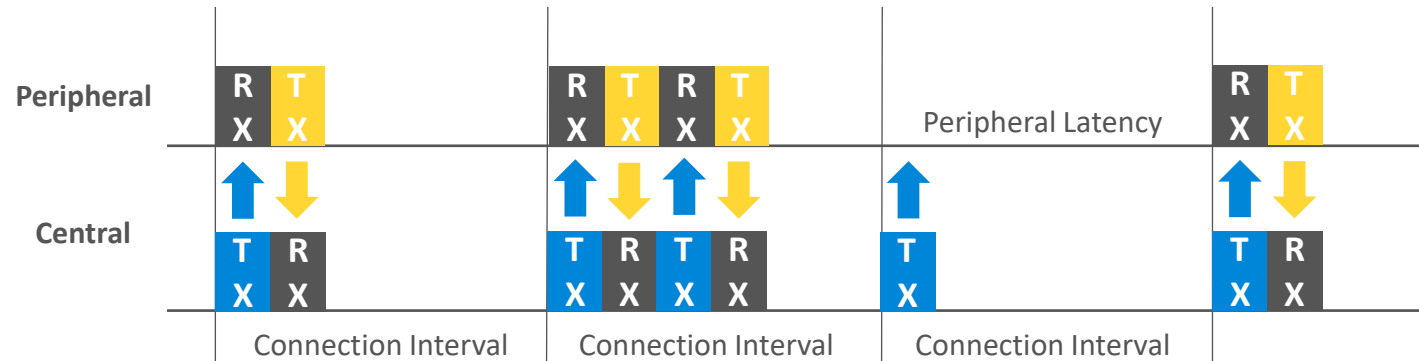 R T R T R T R T
X X X X X X X X
Peripheral
Peripheral Latency
Central
T R T R T R T T R
X X X X X X X X X
Connection Interval Connection Interval Connection Interval